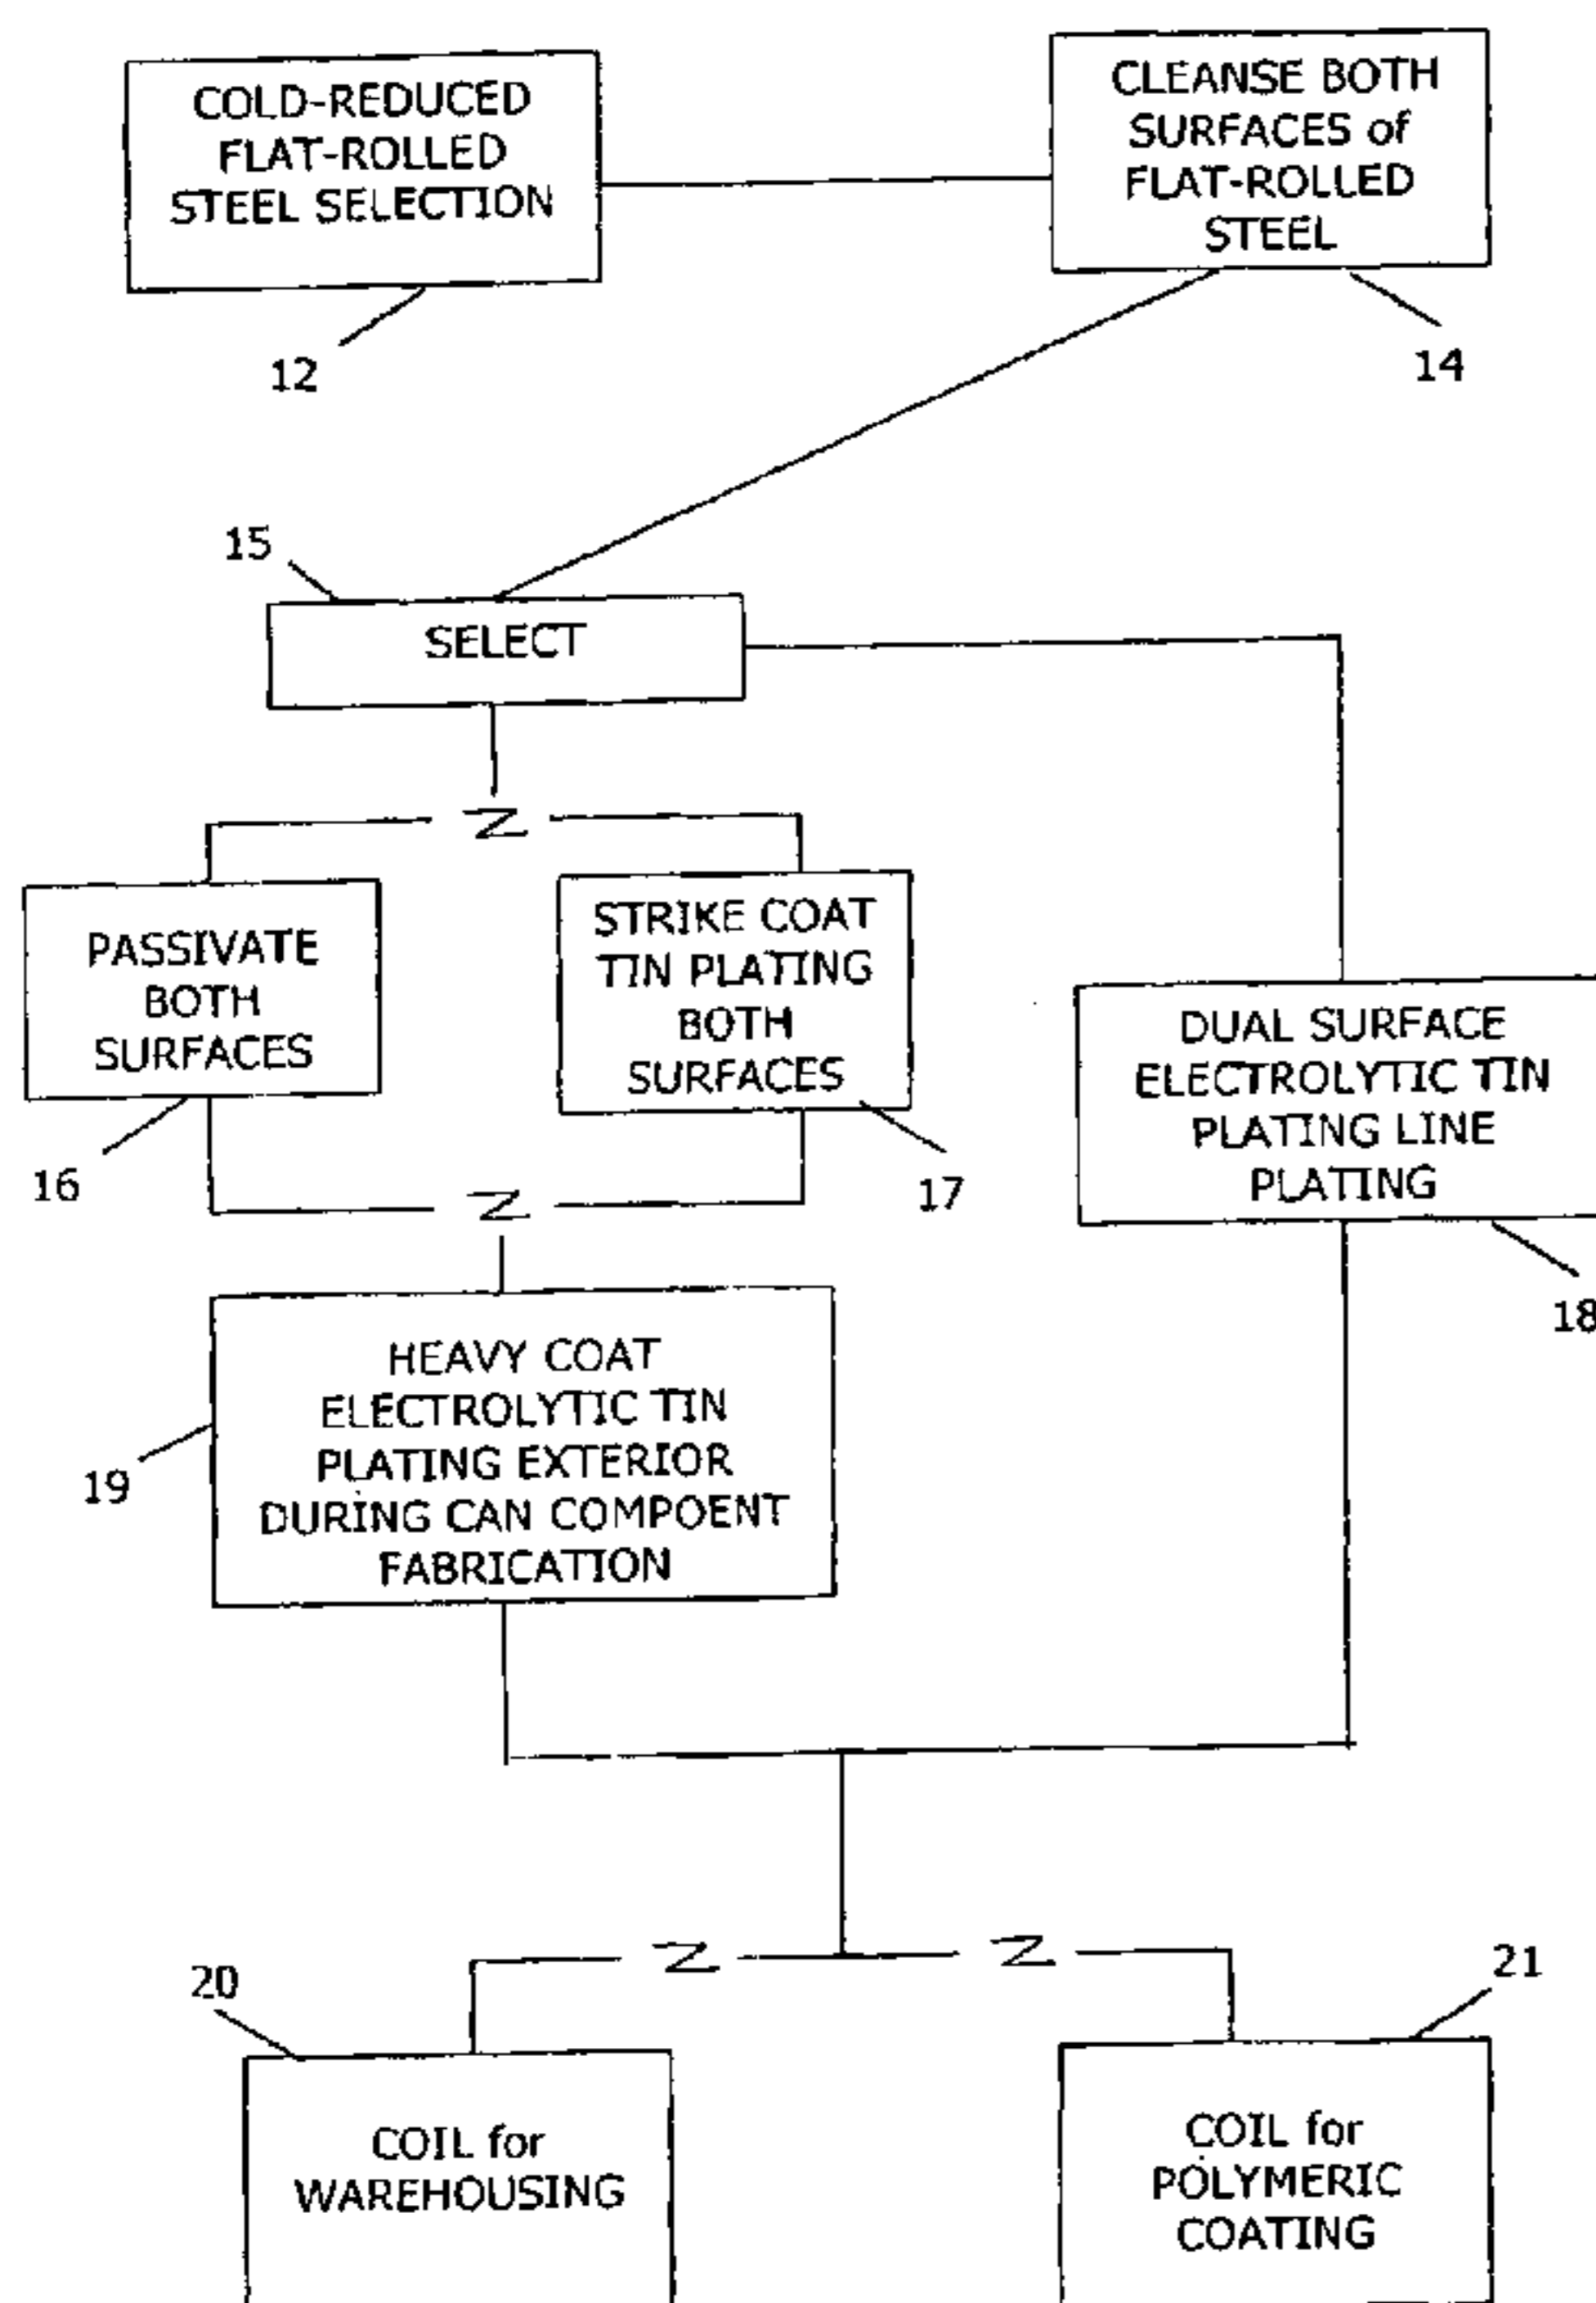 COLD-REDUCED
FLAT-ROLLED
STEEL SELECTION
12
CLEANSE BOTH
SURFACES of
FLAT-ROLLED
STEEL
14
15
SELECT
PASSIVATE
BOTH
SURFACES
16
STRIKE COAT
TIN PLATING
BOTH
SURFACES
17
DUAL SURFACE
ELECTROLYTIC TIN
PLATING LINE
PLATING
18
HEAVY COAT
ELECTROLYTIC TIN
PLATING EXTERIOR
DURING CAN COMPOENT
FABRICATION
19
20
COIL for
WAREHOUSING
21
COIL for
POLYMERIC
COATING